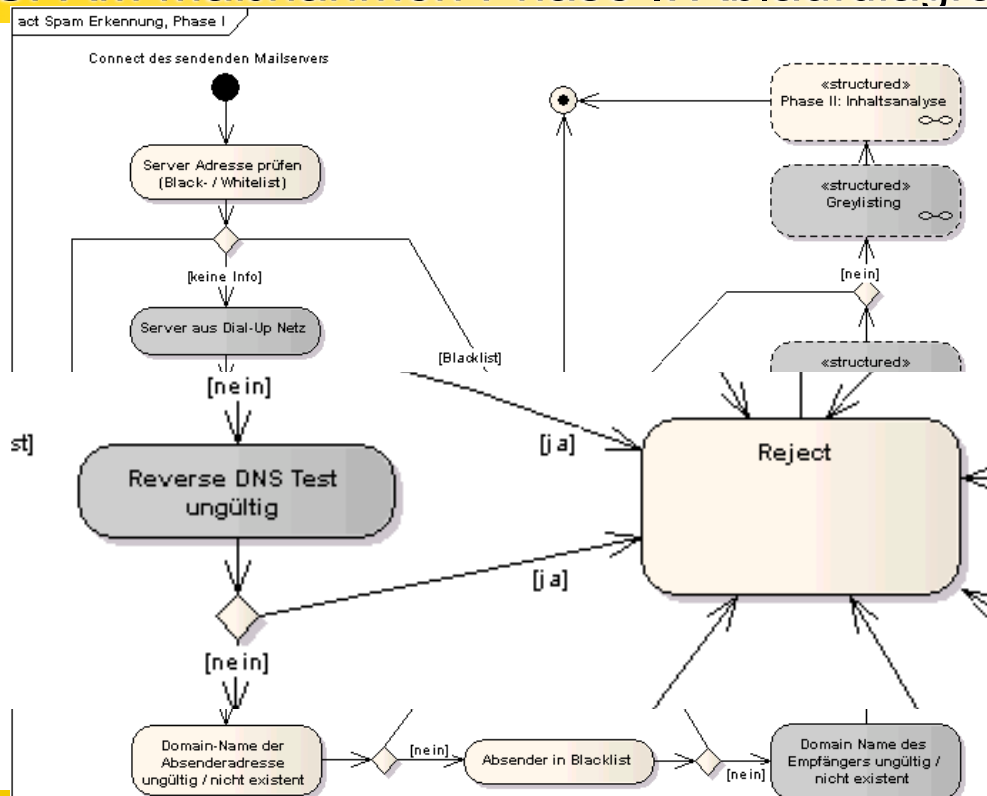 act Spam Erkennung, Phase I
Connect des sendenden Mailservers
Server Adresse prüfen
(Black- / Whitelist)
[keine Info]
Server aus Dial-Up Netz
[Blacklist]
«structured»
Phase II: Inhaltsanalyse
«structured»
Greylisting
[nein]
«structured»
[nein]
st]
Reverse DNS Test
ungültig
[ja]
Reject
[ja]
[nein]
Domain-Name der
Absenderadresse
ungültig / nicht existent
[nein]
Absender in Blacklist
[nein]
Domain Name des
Empfängers ungültig /
nicht existent